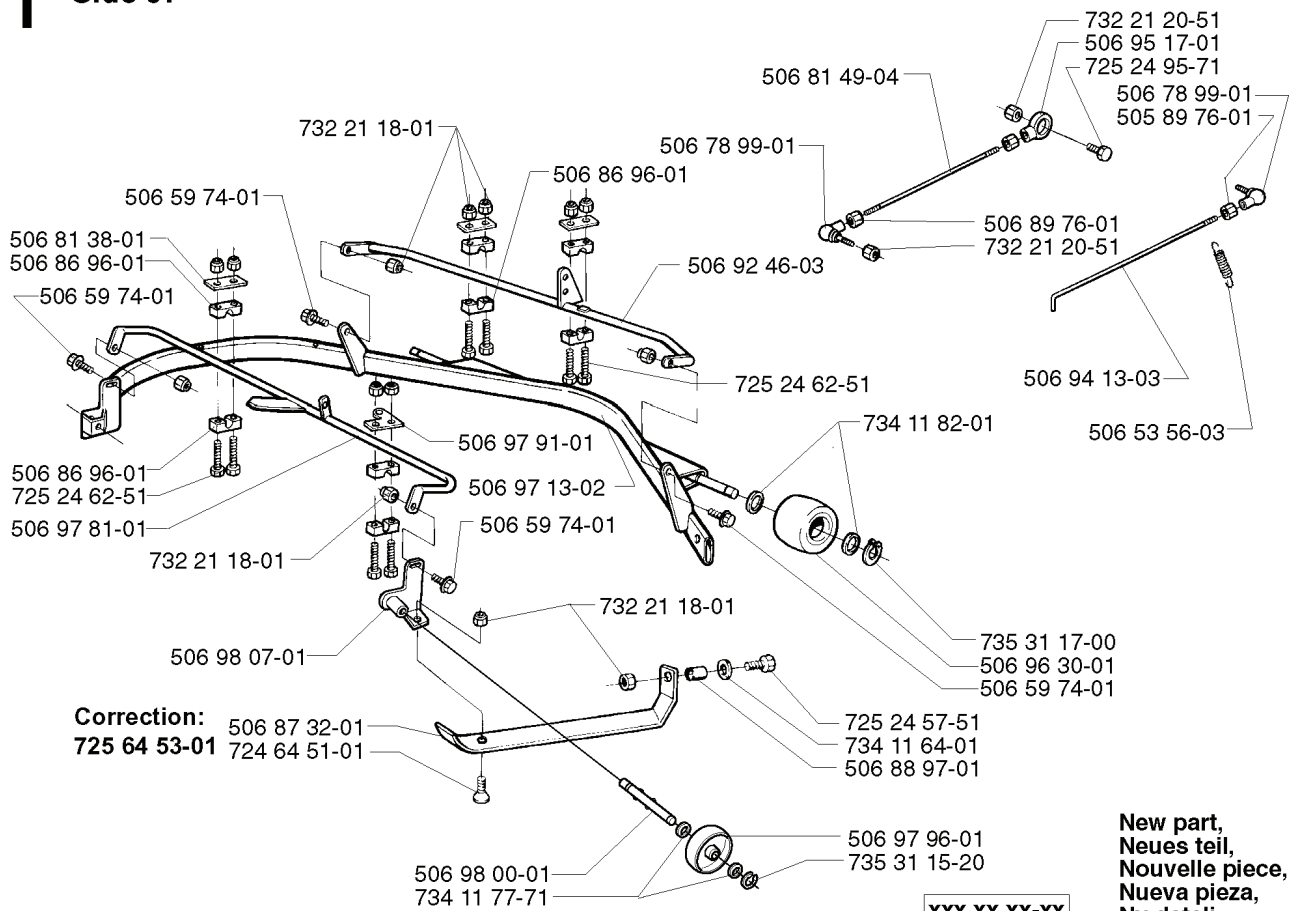 732 21 20-51
506 95 17-01
725 24 95-71
506 81 49-04
506 78 99-01
505 89 76-01
732 21 18-01
506 78 99-01
506 86 96-01
506 59 74-01
506 89 76-01
732 21 20-51
506 81 38-01
506 86 96-01
506 59 74-01
506 92 46-03
725 24 62-51
506 94 13-03
734 11 82-01
506 53 56-03
506 97 91-01
506 86 96-01
725 24 62-51
506 97 81-01
506 97 13-02
506 59 74-01
732 21 18-01
732 21 18-01
506 98 07-01
735 31 17-00
506 96 30-01
506 59 74-01
Correction:
725 64 53-01
506 87 32-01
724 64 51-01
725 24 57-51
734 11 64-01
506 88 97-01
506 97 96-01
735 31 15-20
506 98 00-01
734 11 77-71
New part,
Neues teil,
Nouvelle piece,
Nueva pieza,